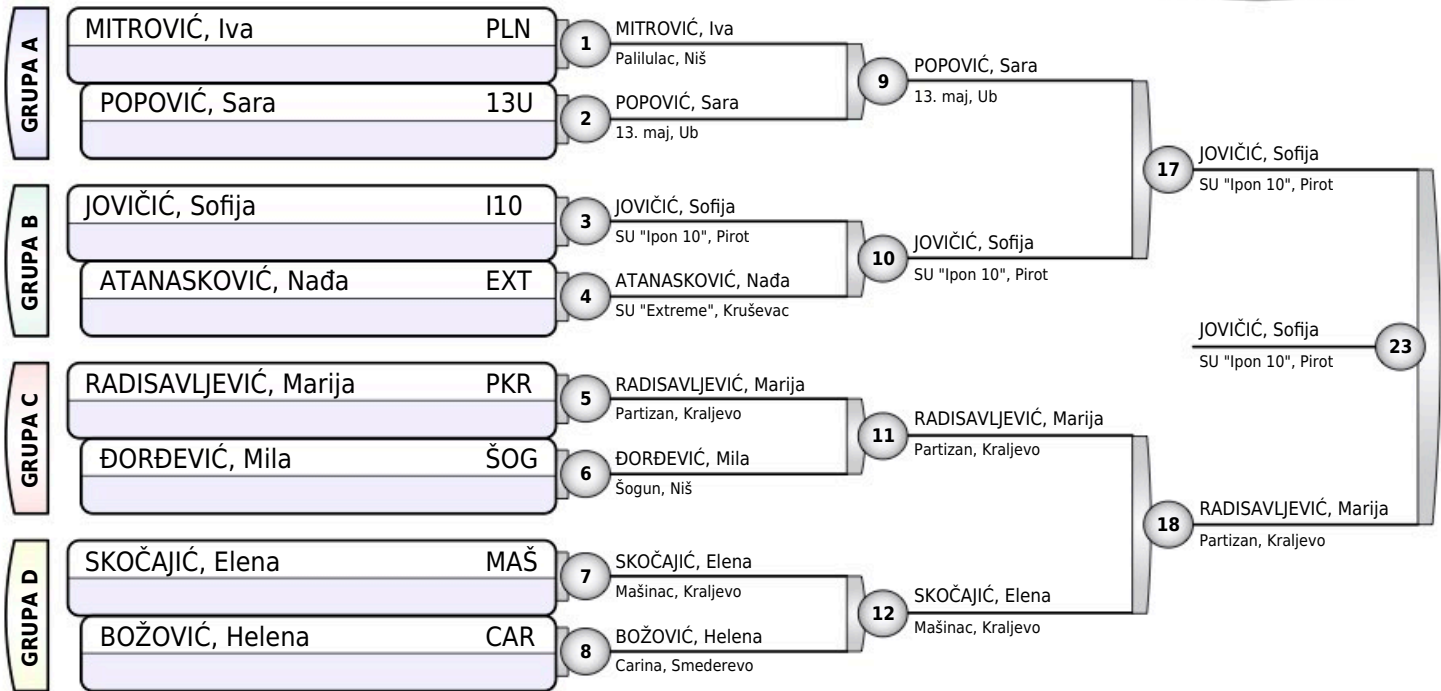 GRUPA A
MITROVIĆ, Iva PLN
POPOVIĆ, Sara 13U
GRUPA B
JOVIČIĆ, Sofija I10
ATANASKOVIĆ, Nađa EXT
GRUPA C
RADISAVLJEVIĆ, Marija PKR
ĐORĐEVIĆ, Mila ŠOG
GRUPA D
SKOČAJIĆ, Elena MAŠ
BOŽOVIĆ, Helena CAR
1
MITROVIĆ, Iva
Palilulac, Niš
2
POPOVIĆ, Sara
13. maj, Ub
3
JOVIČIĆ, Sofija
SU "Ipon 10", Pirot
4
ATANASKOVIĆ, Nađa
SU "Extreme", Kruševac
5
RADISAVLJEVIĆ, Marija
Partizan, Kraljevo
6
ĐORĐEVIĆ, Mila
Šogun, Niš
7
SKOČAJIĆ, Elena
Mašinac, Kraljevo
8
BOŽOVIĆ, Helena
Carina, Smederevo
9
POPOVIĆ, Sara
13. maj, Ub
10
JOVIČIĆ, Sofija
SU "Ipon 10", Pirot
11
RADISAVLJEVIĆ, Marija
Partizan, Kraljevo
12
SKOČAJIĆ, Elena
Mašinac, Kraljevo
17
JOVIČIĆ, Sofija
SU "Ipon 10", Pirot
18
RADISAVLJEVIĆ, Marija
Partizan, Kraljevo
JOVIČIĆ, Sofija
SU "Ipon 10", Pirot
23